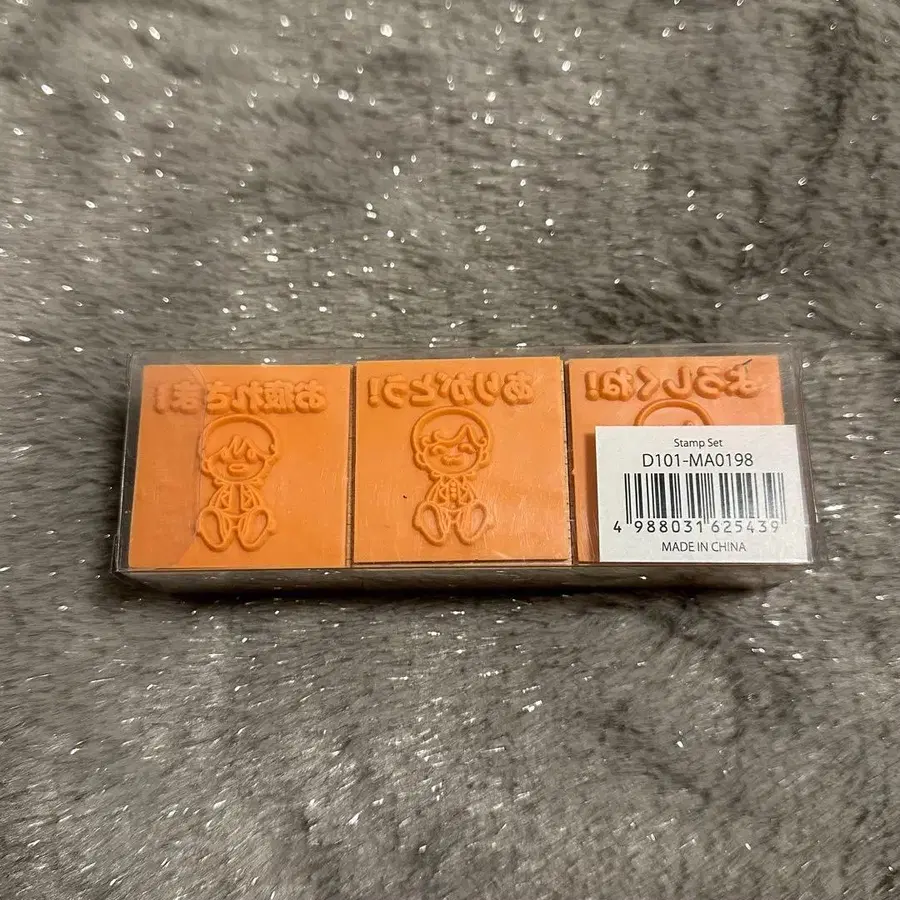 お疲れさま!
ありがとう!
よろしくね!
Stamp Set
D101-MA0198
4 988031 625439
MADE IN CHINA